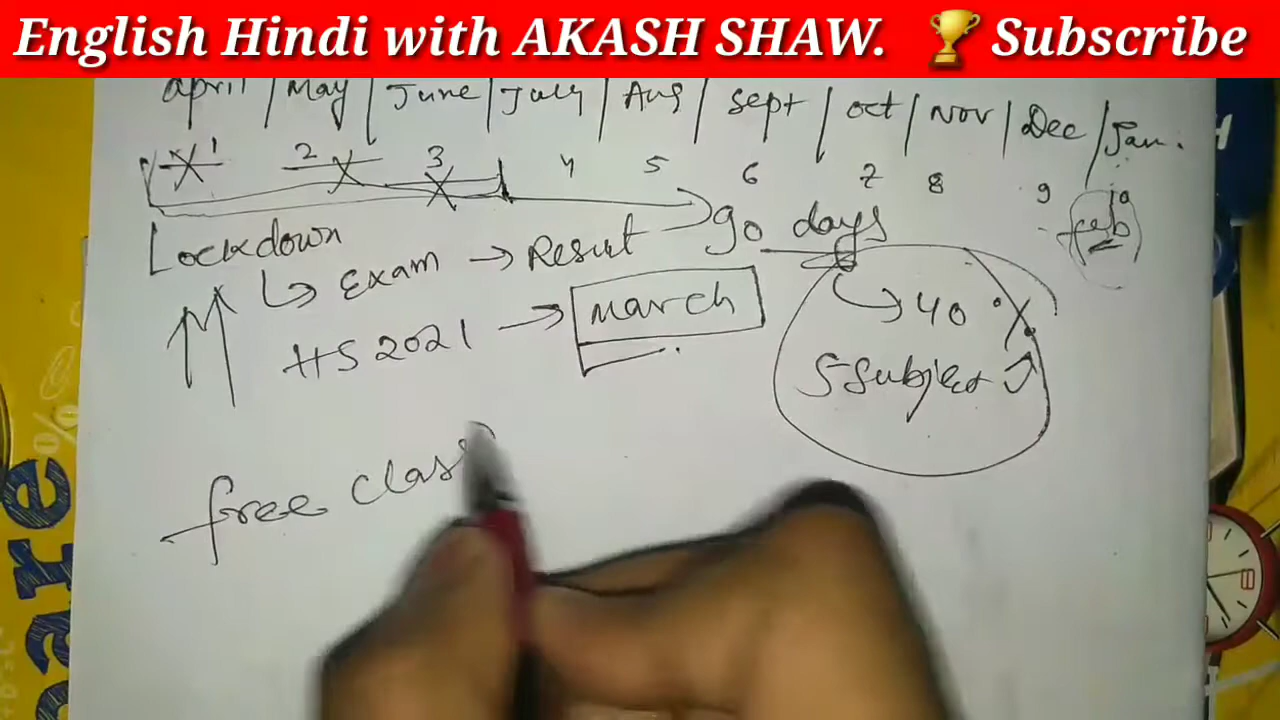 English Hindi with AKASH SHAW. 🏆 Subscribe
april / May / June / July / Aug / Sept / Oct / Nov / Dec / Jan.
1 2 3 4 5 6 7 8 9 10
Lockdown 90 days feb
Exam → Result
→ 40 %
HS 2021 → March
5-Subject
free class
are